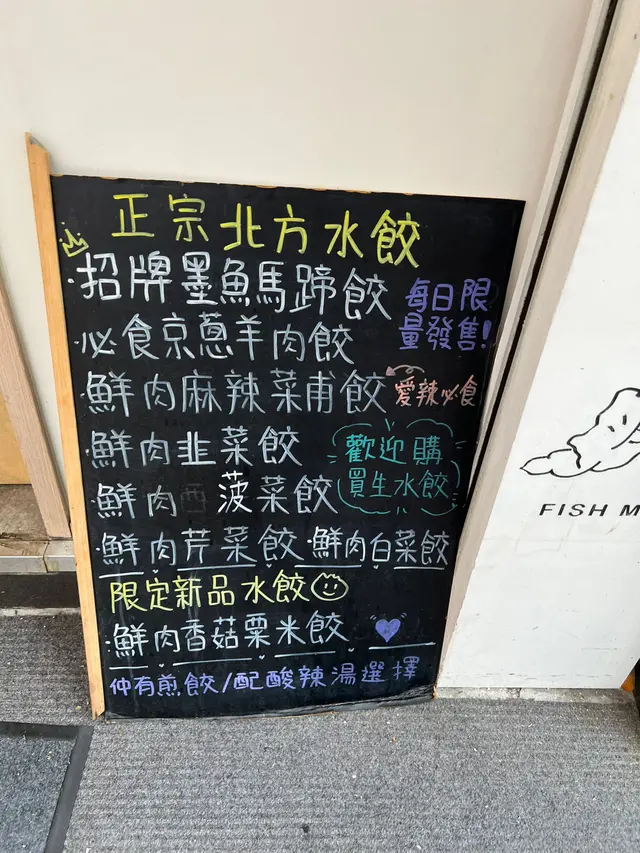 正宗北方水餃
招牌墨魚馬蹄餃
每日限
量發售!
必食京蔥羊肉餃
鮮肉麻辣菜甫餃
愛辣必食
鮮肉韭菜餃
歡迎購
買生水餃
鮮肉 菠菜餃
鮮肉芹菜餃 鮮肉白菜餃
限定新品水餃
鮮肉香菇粟米餃
仲有煎餃/配酸辣湯選擇
FISH M